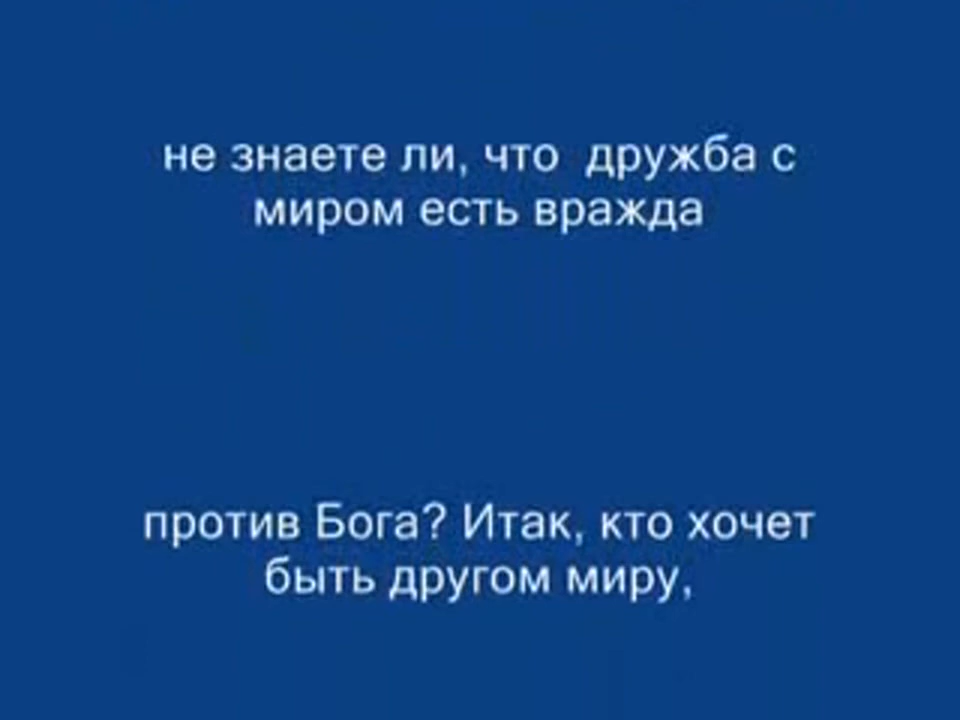 не знаете ли, что  дружба с
миром есть вражда
против Бога? Итак, кто хочет
быть другом миру,